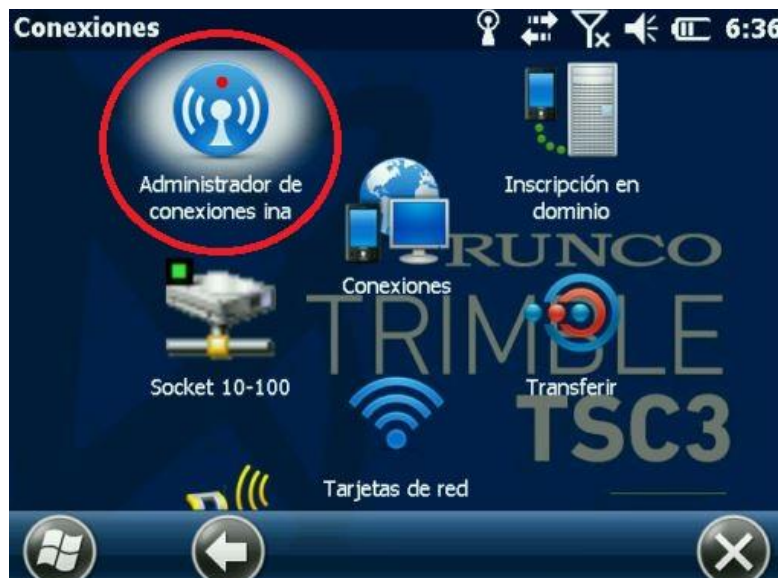 Conexiones
6:36
Administrador de
conexiones ina
Inscripción en
dominio
Conexiones
RUNCO
TRIMBLE
TSC3
Socket 10-100
Transferir
Tarjetas de red